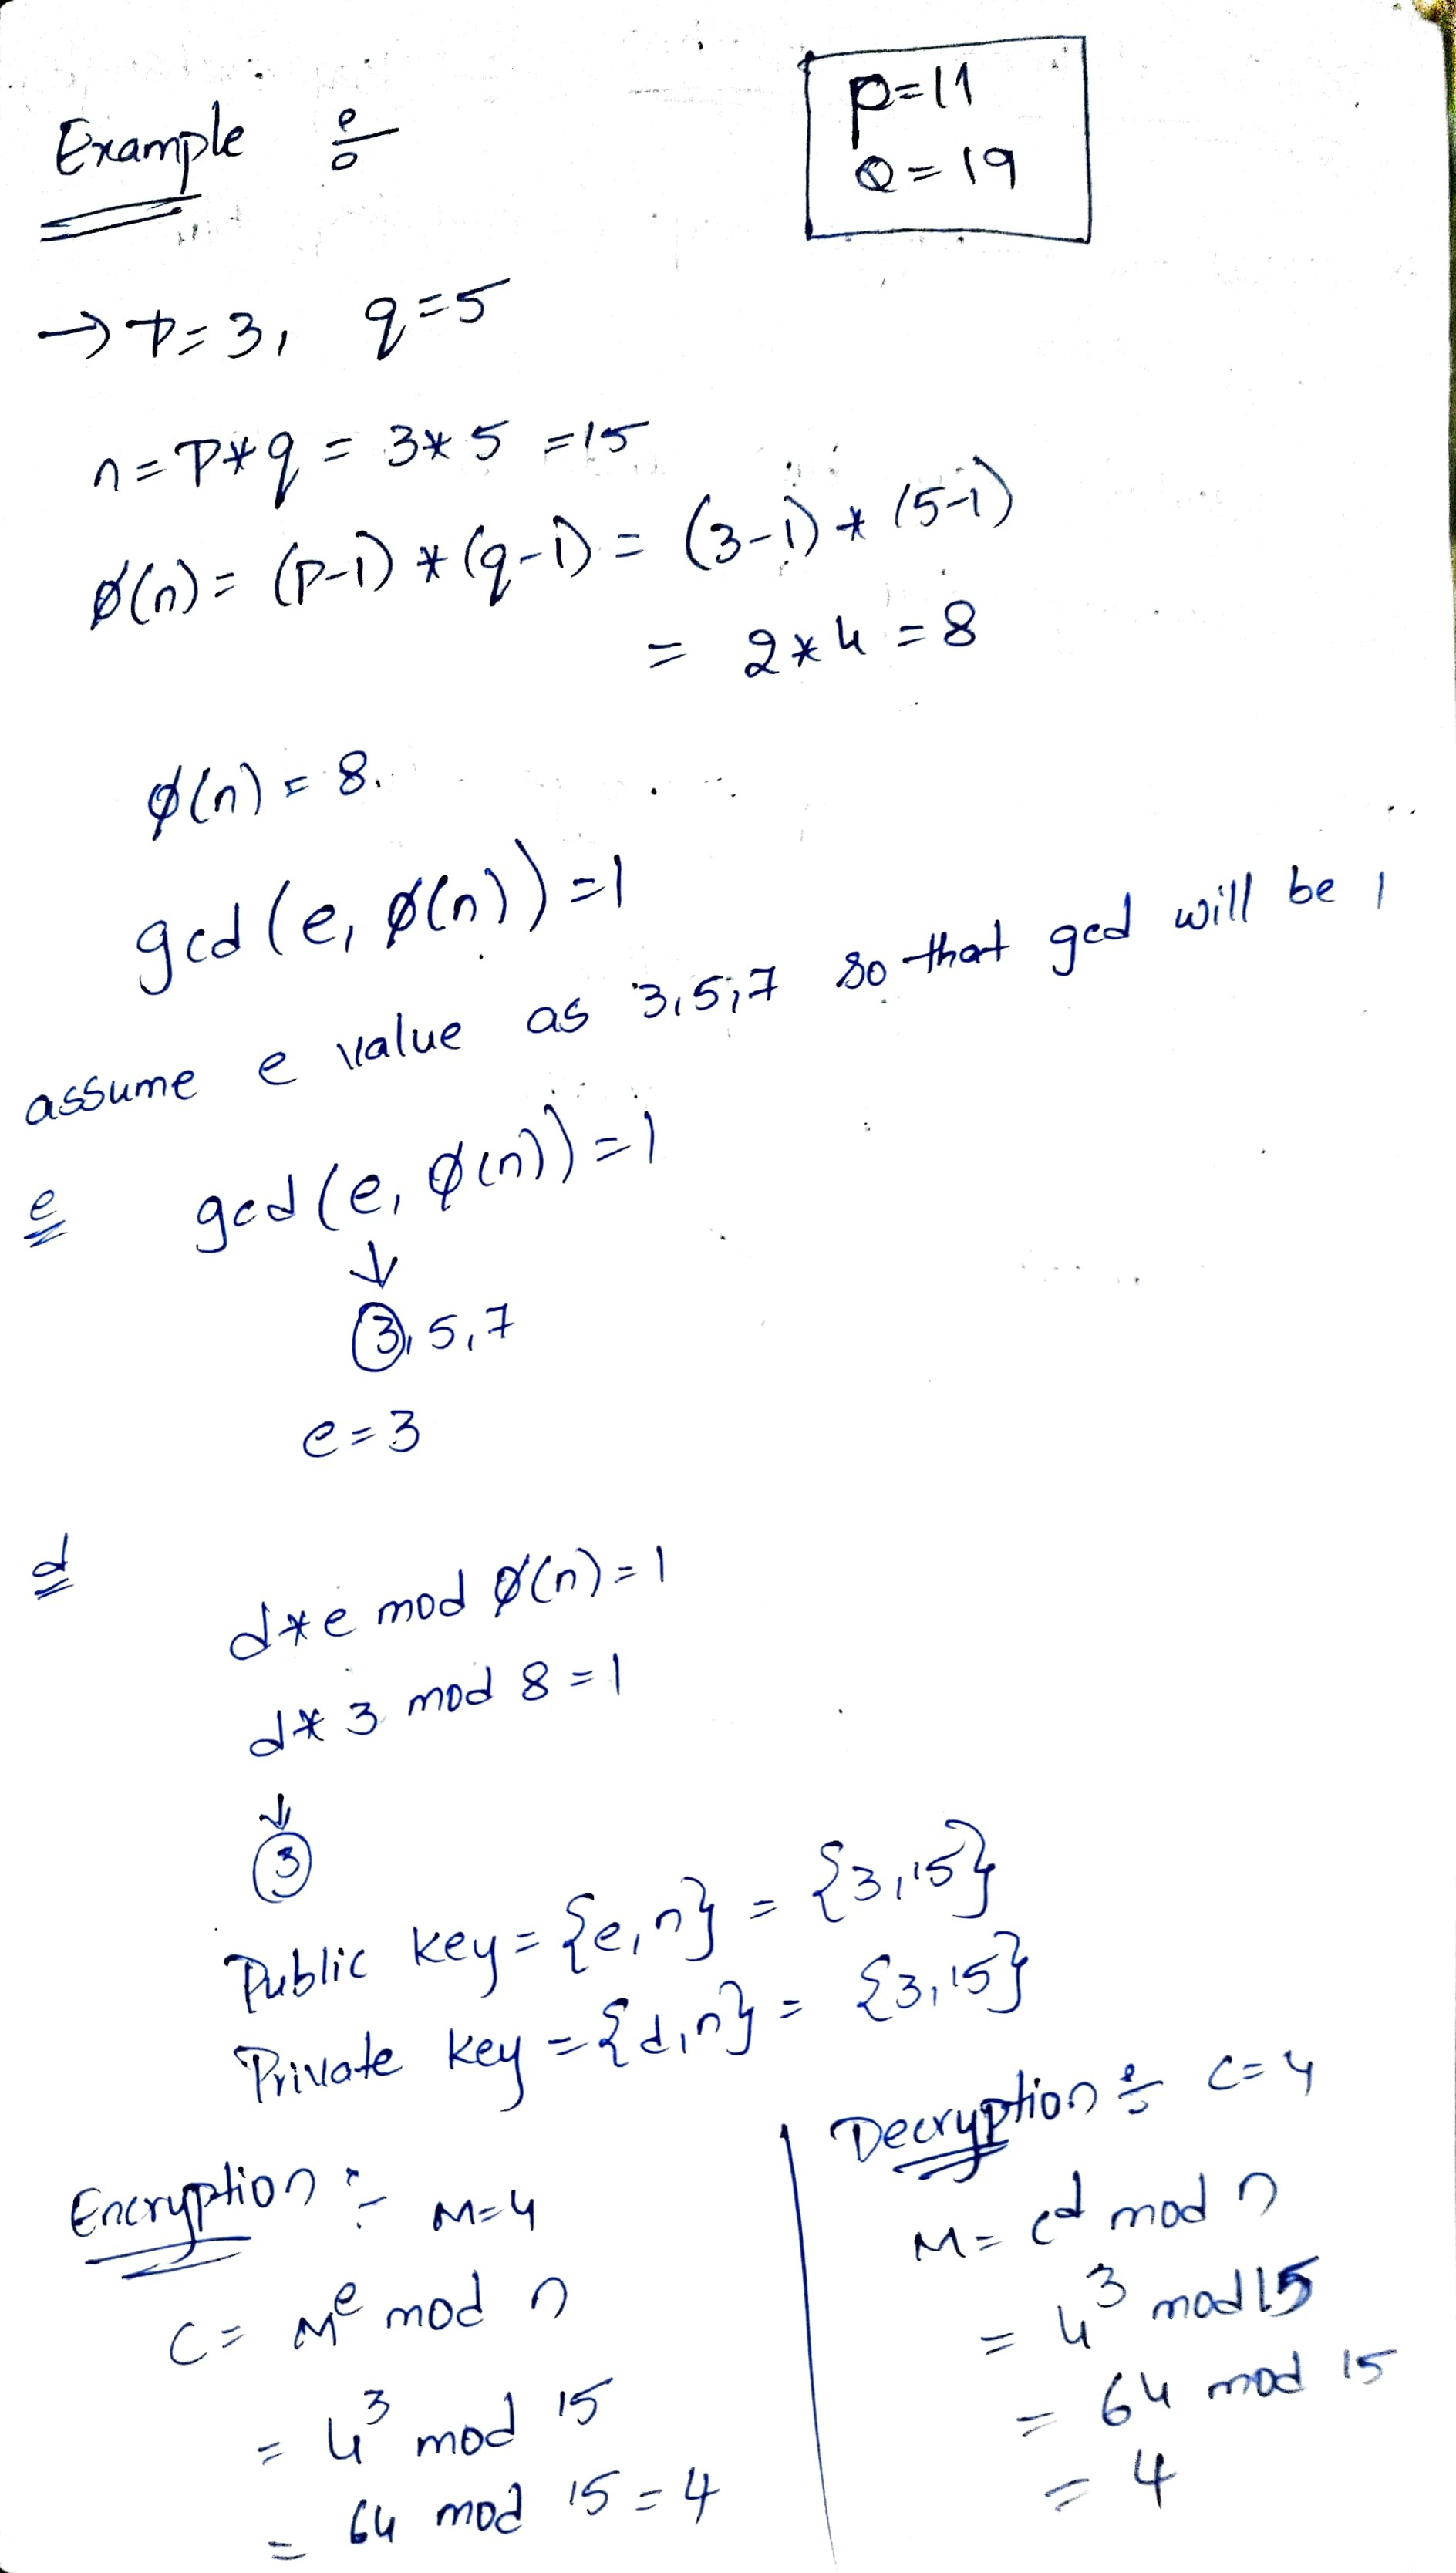 Example :-
p=11
Q=19
→ p=3, q=5
n=P*q = 3*5 =15
ø(n)= (p-1)*(q-1)= (3-1)*(5-1)
= 2*4=8
ø(n)=8.
gcd(e, ø(n))=1
assume e value as 3,5,7 so that gcd will be 1
e gcd(e, ø(n))=1
↓
3,5,7
e=3
d
d*e mod ø(n)=1
d*3 mod 8=1
↓
3
Public key={e,n} = {3,15}
Private key={d,n} = {3,15}
Encryption :- M=4
C= M^e mod n
= 4^3 mod 15
= 64 mod 15=4
Decryption :- C=4
M= C^d mod n
= 4^3 mod 15
= 64 mod 15
= 4